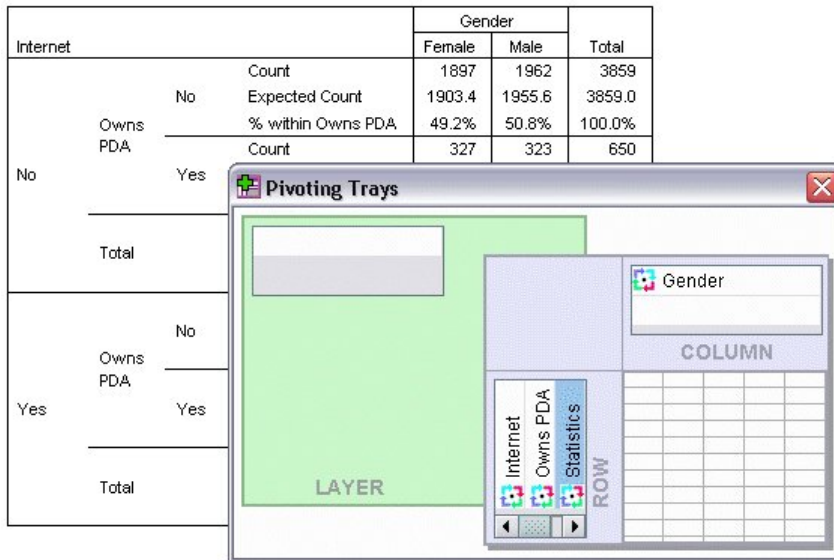 Gender
Internet Female Male Total
Count 1897 1962 3859
No Expected Count 1903.4 1955.6 3859.0
Owns PDA % within Owns PDA 49.2% 50.8% 100.0%
Count 327 323 650
No Yes
Total
Pivoting Trays
Gender
COLUMN
Internet
Owns PDA
Statistics
ROW
LAYER
No
Owns PDA
Yes Yes
Total